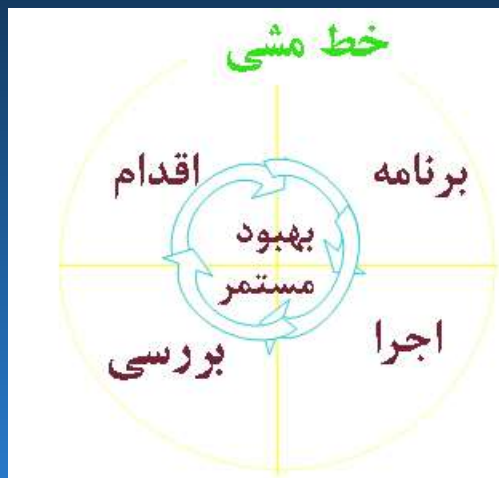 خط مشی
برنامه
اقدام
بهبود
مستمر
اجرا
بررسی